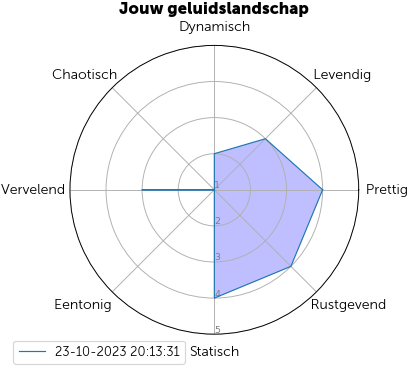 Jouw geluidslandschap
Dynamisch
Chaotisch
Levendig
Vervelend
Prettig
1
2
3
4
5
Eentonig
Rustgevend
23-10-2023 20:13:31
Statisch